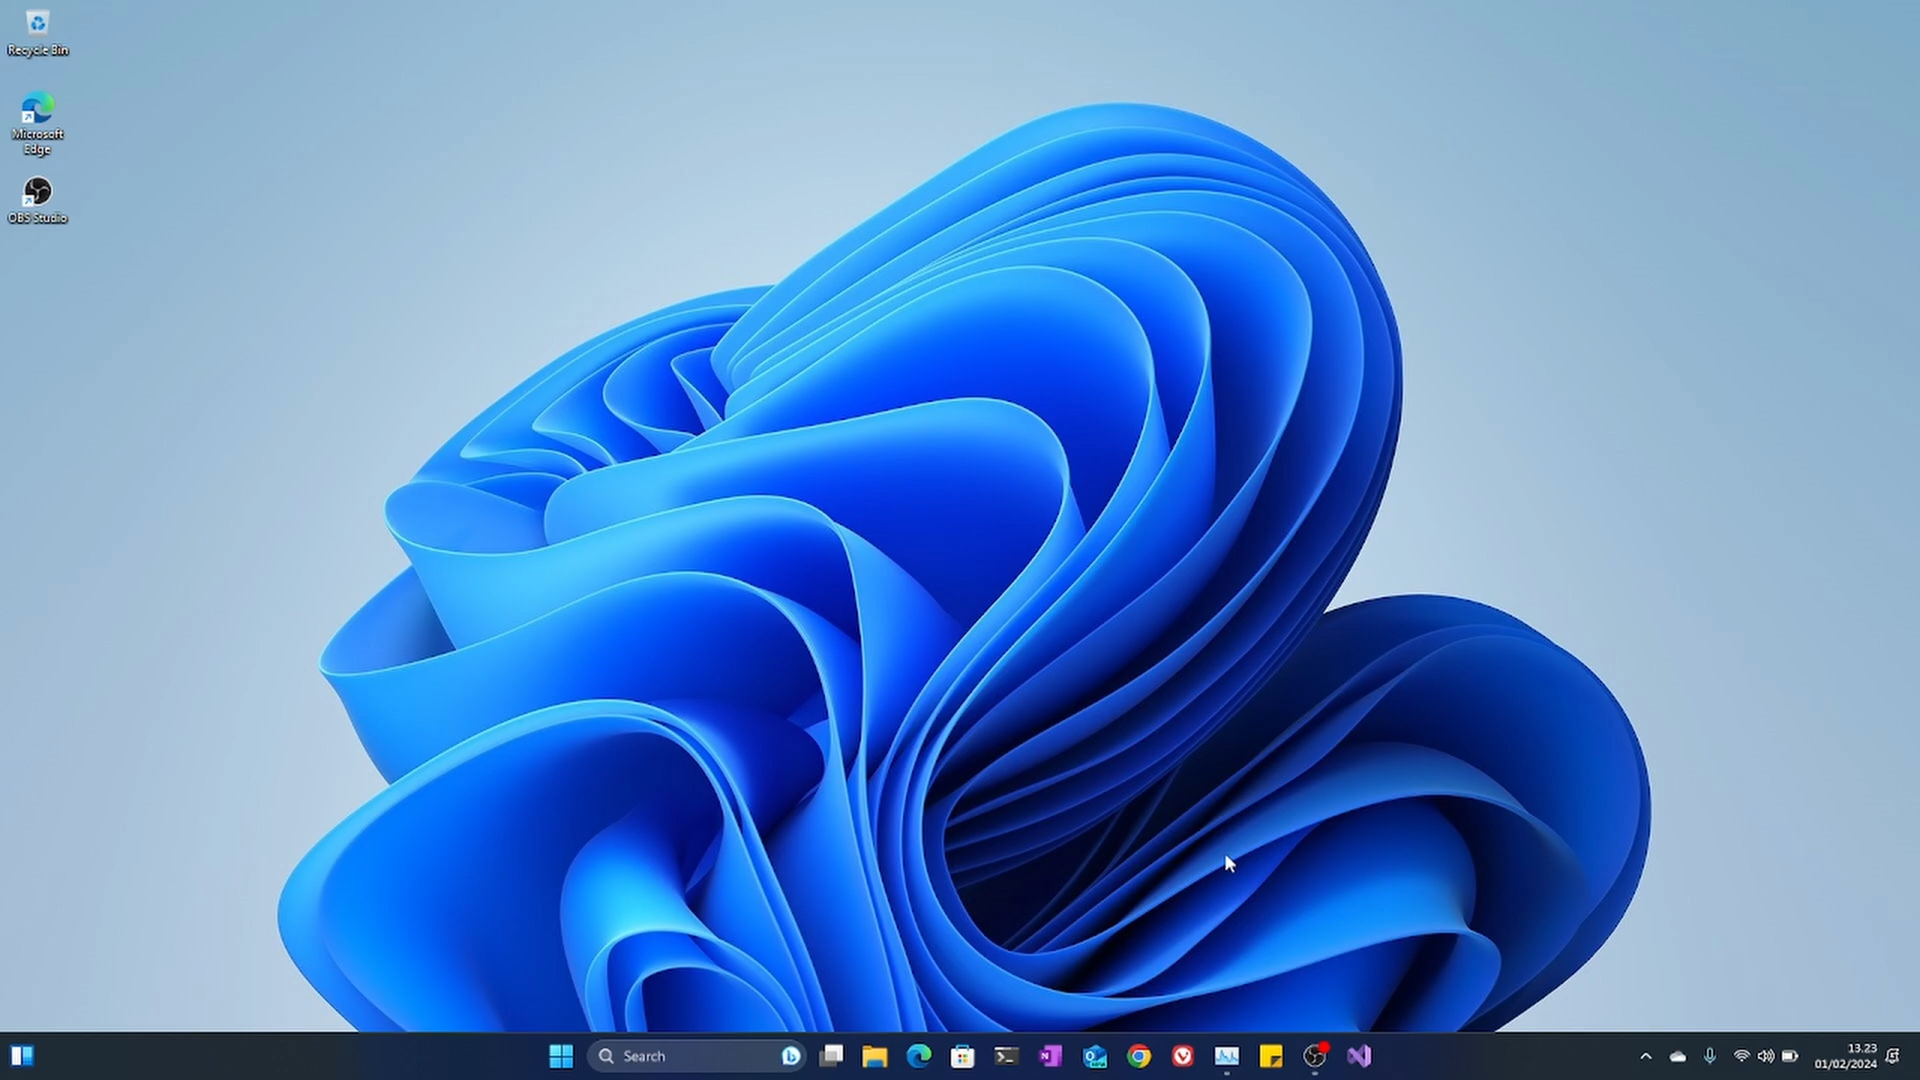 Recycle Bin
Microsoft
Edge
OBS Studio
Search
13.23
01/02/2024